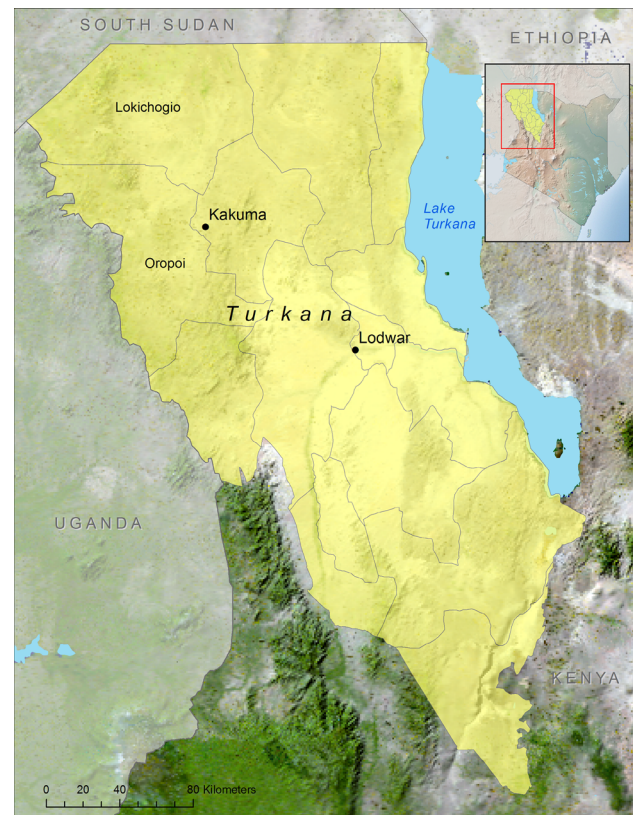 SOUTH SUDAN
ETHIOPIA
Lokichogio
Lake
Turkana
Kakuma
Oropoi
Turkana
Lodwar
UGANDA
KENYA
0 20 40 80 Kilometers